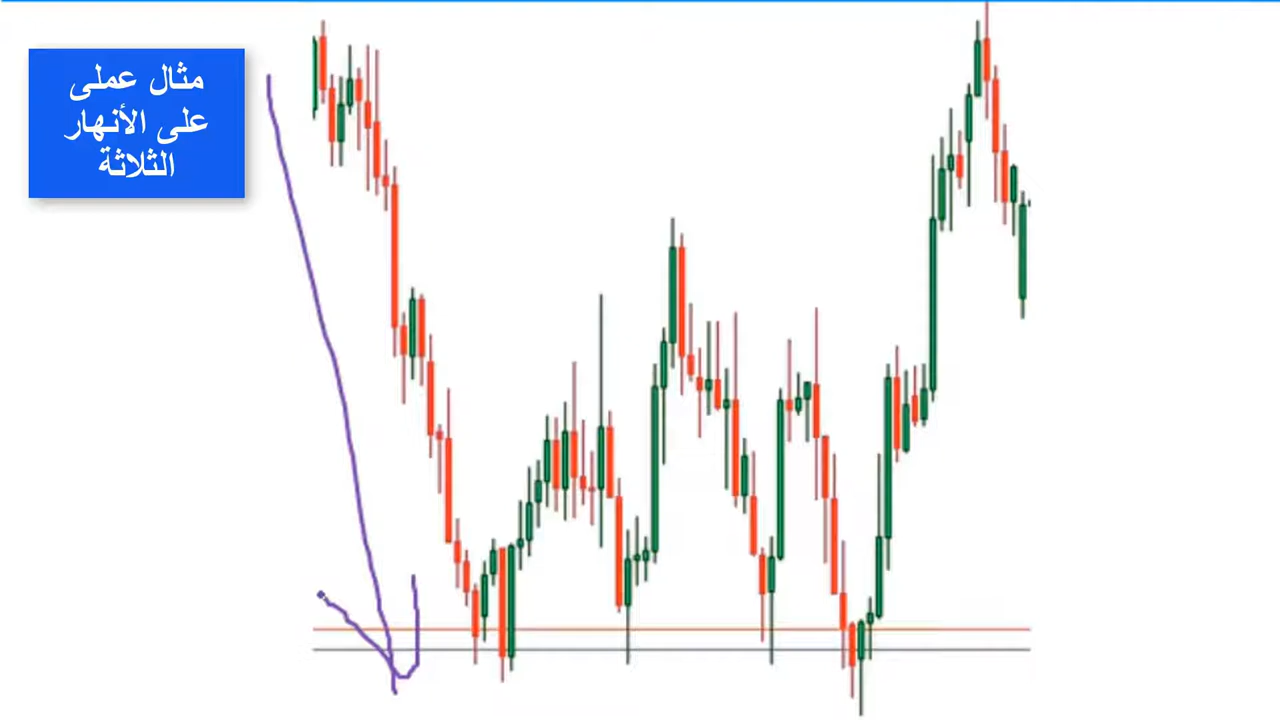 مثال عملى
على الأنهار
الثلاثة